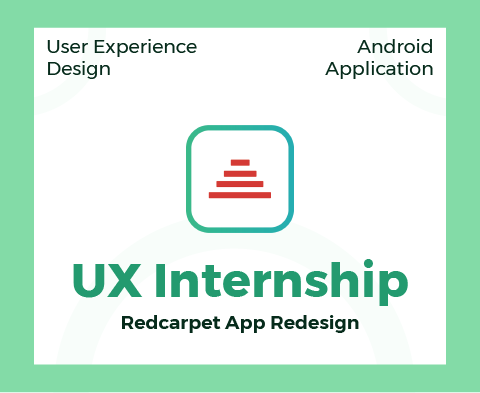 User Experience
Design
Android
Application
UX Internship
Redcarpet App Redesign